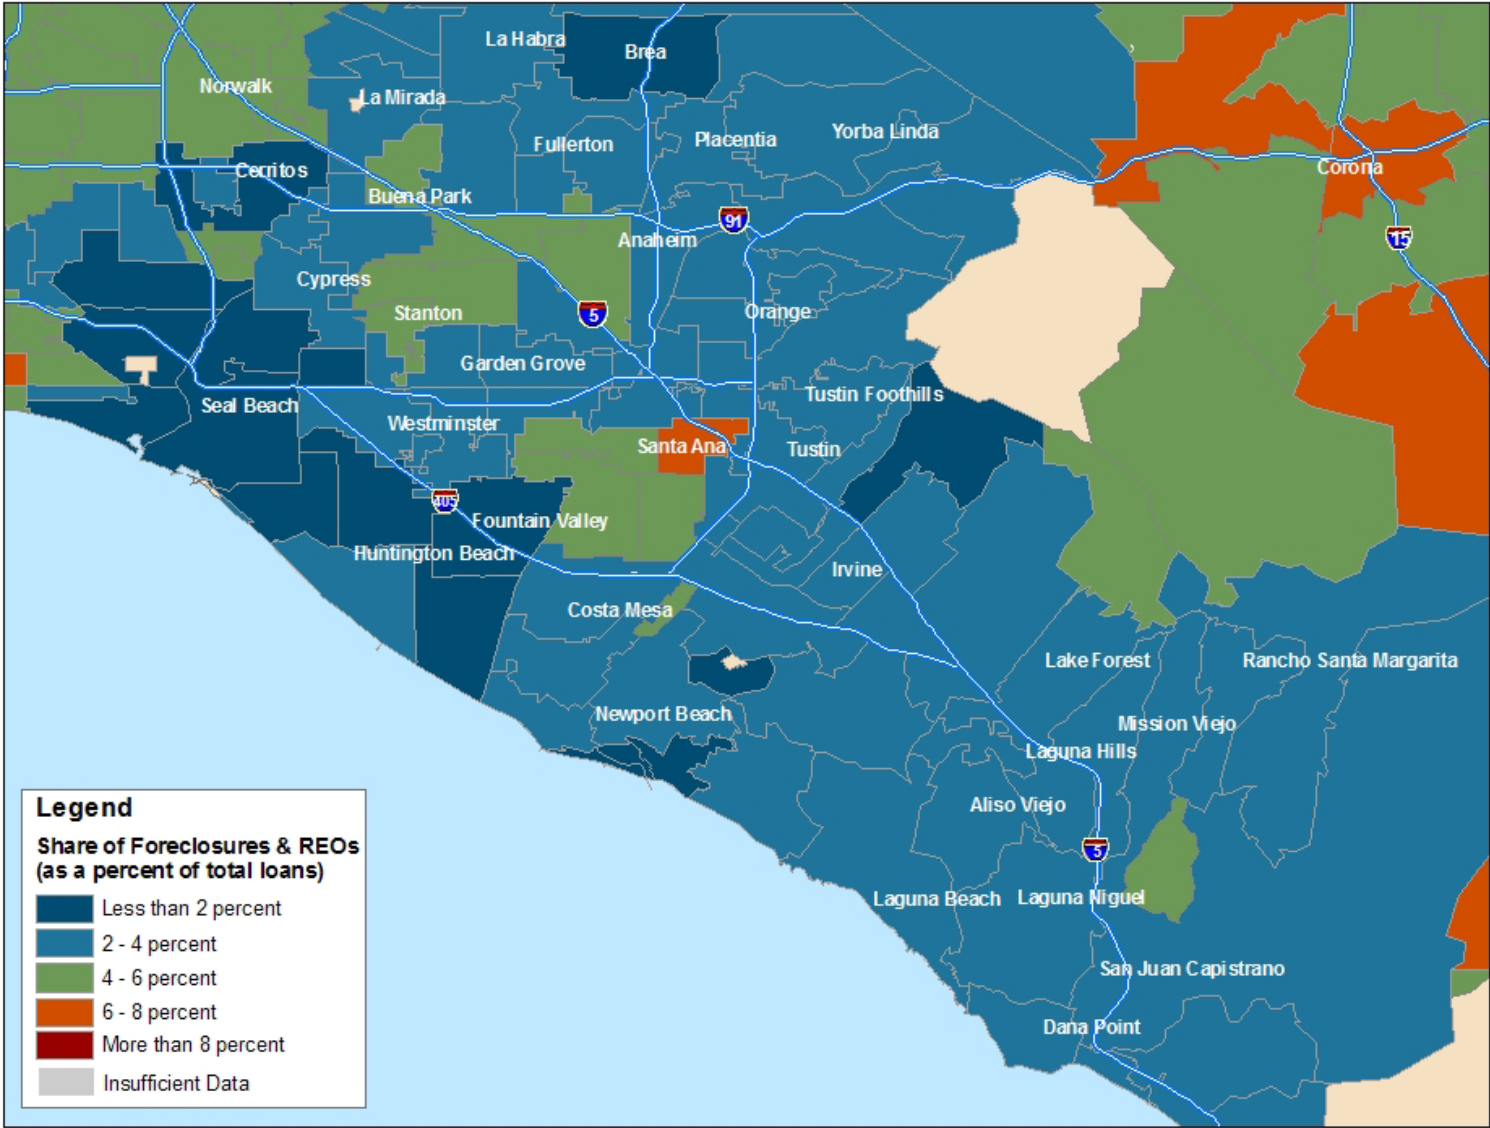 La Habra
Brea
Norwalk
La Mirada
Fullerton
Placentia
Yorba Linda
Cerritos
Corona
Buena Park
91
Anaheim
15
Cypress
Stanton
5
Orange
Garden Grove
Tustin Foothills
Seal Beach
Westminster
Santa Ana
Tustin
405
Fountain Valley
Huntington Beach
Irvine
Costa Mesa
Lake Forest
Rancho Santa Margarita
Newport Beach
Mission Viejo
Laguna Hills
Aliso Viejo
5
Laguna Beach
Laguna Niguel
San Juan Capistrano
Dana Point
Legend
Share of Foreclosures & REOs
(as a percent of total loans)
Less than 2 percent
2 - 4 percent
4 - 6 percent
6 - 8 percent
More than 8 percent
Insufficient Data